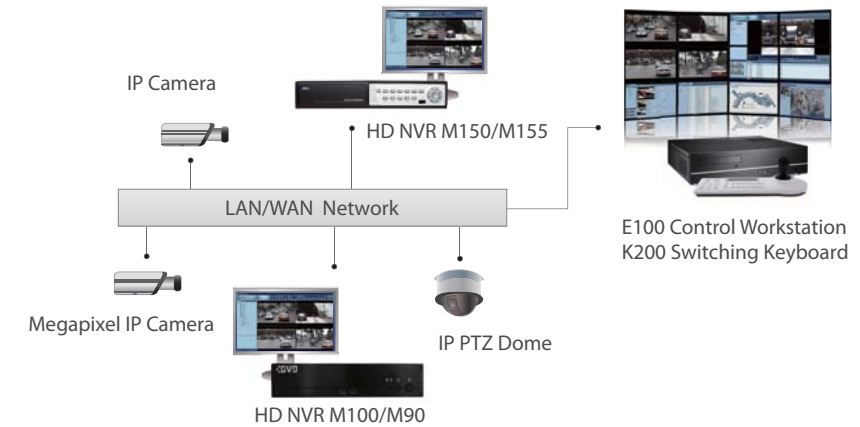 IP Camera
HD NVR M150/M155
LAN/WAN Network
E100 Control Workstation
K200 Switching Keyboard
Megapixel IP Camera
IP PTZ Dome
HD NVR M100/M90